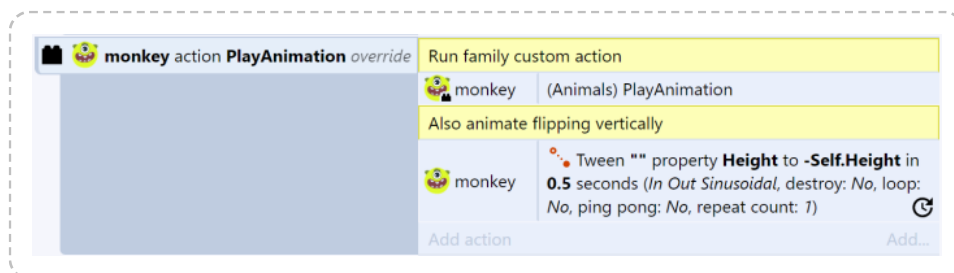 monkey action PlayAnimation override
Run family custom action
monkey
(Animals) PlayAnimation
Also animate flipping vertically
monkey
Tween "" property Height to -Self.Height in
0.5 seconds (In Out Sinusoidal, destroy: No, loop:
No, ping pong: No, repeat count: 1)
Add action
Add...